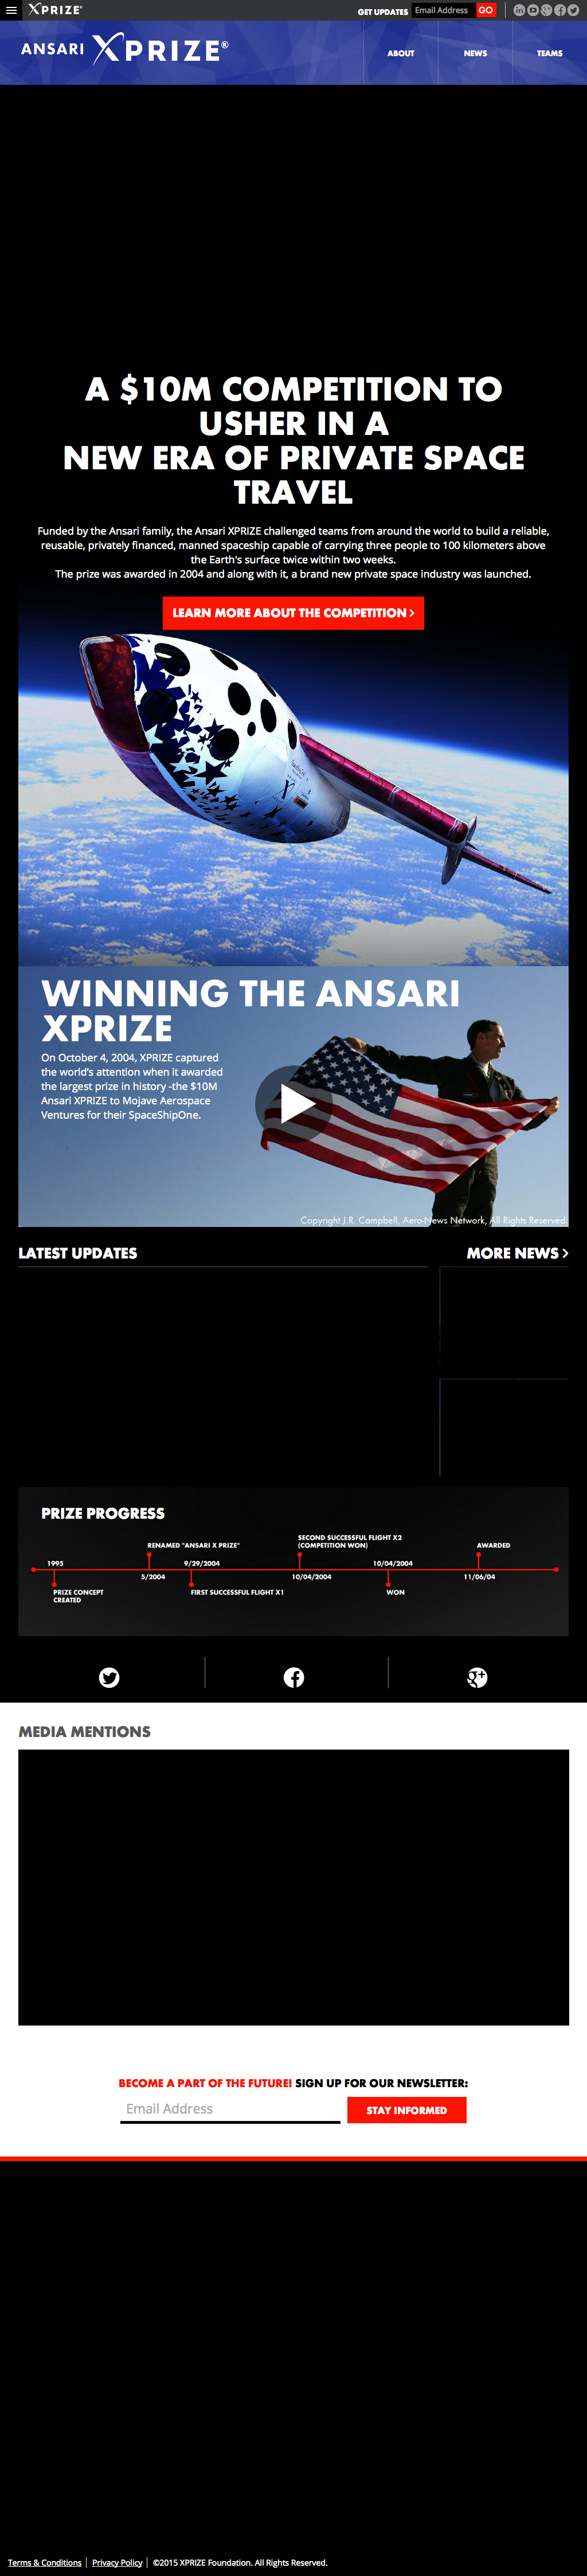 XPRIZE®
GET UPDATES
Email Address
GO
ANSARI XPRIZE®
ABOUT
NEWS
TEAMS
A $10M COMPETITION TO
USHER IN A
NEW ERA OF PRIVATE SPACE
TRAVEL
Funded by the Ansari family, the Ansari XPRIZE challenged teams from around the world to build a reliable,
reusable, privately financed, manned spaceship capable of carrying three people to 100 kilometers above
the Earth's surface twice within two weeks.
The prize was awarded in 2004 and along with it, a brand new private space industry was launched.
LEARN MORE ABOUT THE COMPETITION >
WINNING THE ANSARI
XPRIZE
On October 4, 2004, XPRIZE captured
the world's attention when it awarded
the largest prize in history -the $10M
Ansari XPRIZE to Mojave Aerospace
Ventures for their SpaceShipOne.
Copyright J.R. Campbell, Aero-News Network, All Rights Reserved.
LATEST UPDATES
MORE NEWS >
PRIZE PROGRESS
1995
PRIZE CONCEPT
CREATED
RENAMED "ANSARI X PRIZE"
5/2004
9/29/2004
FIRST SUCCESSFUL FLIGHT X1
SECOND SUCCESSFUL FLIGHT X2
(COMPETITION WON)
10/04/2004
10/04/2004
WON
AWARDED
11/06/04
MEDIA MENTIONS
BECOME A PART OF THE FUTURE! SIGN UP FOR OUR NEWSLETTER:
Email Address
STAY INFORMED
Terms & Conditions | Privacy Policy | ©2015 XPRIZE Foundation. All Rights Reserved.